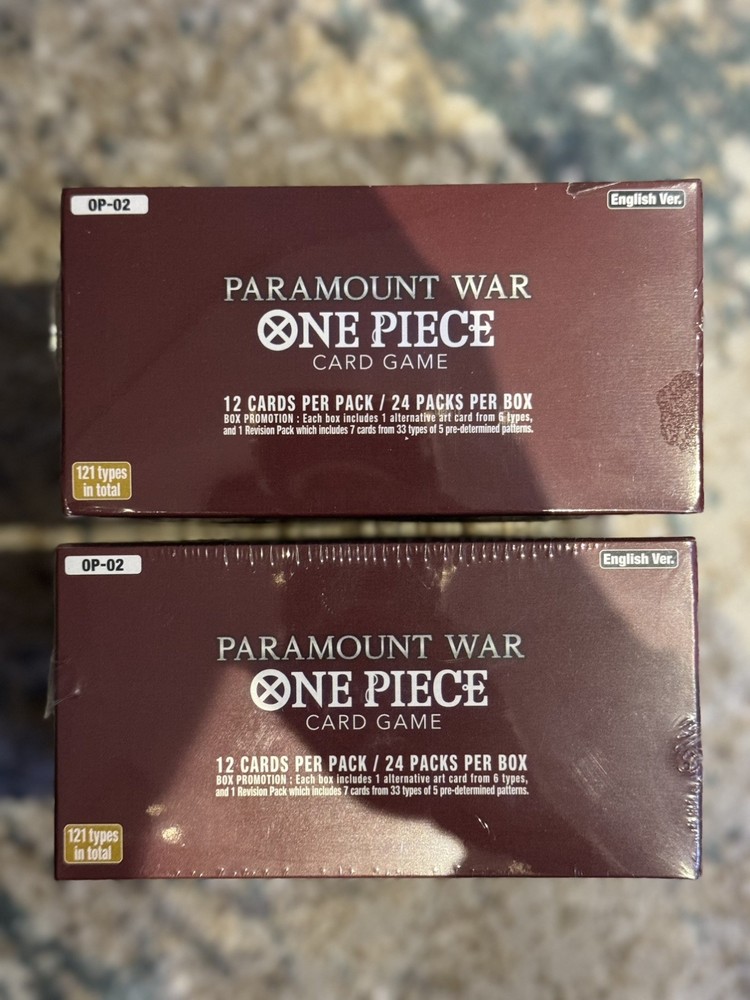 OP-02
English Ver.
PARAMOUNT WAR
ONE PIECE
CARD GAME
12 CARDS PER PACK / 24 PACKS PER BOX
BOX PROMOTION : Each box includes 1 alternative art card from 6 types,
and 1 Revision Pack which includes 7 cards from 33 types of 5 pre-determined patterns.
121 types
in total
OP-02
English Ver.
PARAMOUNT WAR
ONE PIECE
CARD GAME
12 CARDS PER PACK / 24 PACKS PER BOX
BOX PROMOTION : Each box includes 1 alternative art card from 6 types,
and 1 Revision Pack which includes 7 cards from 33 types of 5 pre-determined patterns.
121 types
in total